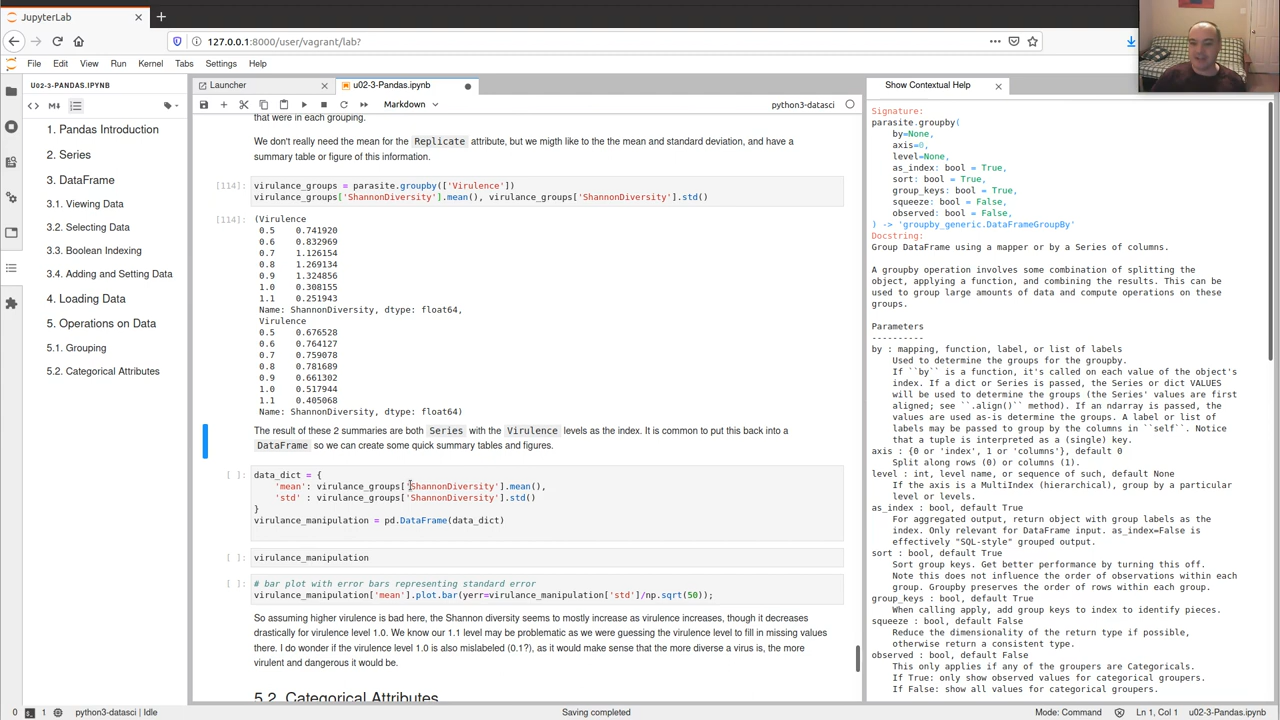 JupyterLab
127.0.0.1:8000/user/vagrant/lab?
File Edit View Run Kernel Tabs Settings Help
U02-3-PANDAS.IPYNB
Launcher
u02-3-Pandas.ipynb
Show Contextual Help
Markdown
python3-datasci
1. Pandas Introduction
2. Series
3. DataFrame
3.1. Viewing Data
3.2. Selecting Data
3.3. Boolean Indexing
3.4. Adding and Setting Data
4. Loading Data
5. Operations on Data
5.1. Grouping
5.2. Categorical Attributes
that were in each grouping.
We don't really need the mean for the Replicate attribute, but we migth like to the the mean and standard deviation, and have a
summary table or figure of this information.
[114]: virulance_groups = parasite.groupby(['Virulence'])
virulance_groups['ShannonDiversity'].mean(), virulance_groups['ShannonDiversity'].std()
[114]: (Virulence
0.5 0.741920
0.6 0.832969
0.7 1.126154
0.8 1.269134
0.9 1.324856
1.0 0.308155
1.1 0.251943
Name: ShannonDiversity, dtype: float64,
Virulence
0.5 0.676528
0.6 0.764127
0.7 0.759078
0.8 0.781689
0.9 0.661302
1.0 0.517944
1.1 0.405068
Name: ShannonDiversity, dtype: float64)
The result of these 2 summaries are both Series with the Virulence levels as the index. It is common to put this back into a
DataFrame so we can create some quick summary tables and figures.
[ ]: data_dict = {
'mean': virulance_groups['ShannonDiversity'].mean(),
'std' : virulance_groups['ShannonDiversity'].std()
}
virulance_manipulation = pd.DataFrame(data_dict)
[ ]: virulance_manipulation
[ ]: # bar plot with error bars representing standard error
virulance_manipulation['mean'].plot.bar(yerr=virulance_manipulation['std']/np.sqrt(50));
So assuming higher virulence is bad here, the Shannon diversity seems to mostly increase as virulence increases, though it decreases
drastically for virulence level 1.0. We know our 1.1 level may be problematic as we were guessing the virulence level to fill in missing values
there. I do wonder if the virulence level 1.0 is also mislabeled (0.1?), as it would make sense that the more diverse a virus is, the more
virulent and dangerous it would be.
5.2. Categorical Attributes
Signature:
parasite.groupby(
by=None,
axis=0,
level=None,
as_index: bool = True,
sort: bool = True,
group_keys: bool = True,
squeeze: bool = False,
observed: bool = False,
) -> 'groupby_generic.DataFrameGroupBy'
Docstring:
Group DataFrame using a mapper or by a Series of columns.
A groupby operation involves some combination of splitting the
object, applying a function, and combining the results. This can be
used to group large amounts of data and compute operations on these
groups.
Parameters
----------
by : mapping, function, label, or list of labels
Used to determine the groups for the groupby.
If ``by`` is a function, it's called on each value of the object's
index. If a dict or Series is passed, the Series or dict VALUES
will be used to determine the groups (the Series' values are first
aligned; see ``.align()`` method). If an ndarray is passed, the
values are used as-is determine the groups. A label or list of
labels may be passed to group by the columns in ``self``. Notice
that a tuple is interpreted as a (single) key.
axis : {0 or 'index', 1 or 'columns'}, default 0
Split along rows (0) or columns (1).
level : int, level name, or sequence of such, default None
If the axis is a MultiIndex (hierarchical), group by a particular
level or levels.
as_index : bool, default True
For aggregated output, return object with group labels as the
index. Only relevant for DataFrame input. as_index=False is
effectively "SQL-style" grouped output.
sort : bool, default True
Sort group keys. Get better performance by turning this off.
Note this does not influence the order of observations within each
group. Groupby preserves the order of rows within each group.
group_keys : bool, default True
When calling apply, add group keys to index to identify pieces.
squeeze : bool, default False
Reduce the dimensionality of the return type if possible,
otherwise return a consistent type.
observed : bool, default False
This only applies if any of the groupers are Categoricals.
If True: only show observed values for categorical groupers.
If False: show all values for categorical groupers.
0 1 python3-datasci | Idle
Saving completed
Mode: Command Ln 1, Col 1 u02-3-Pandas.ipynb